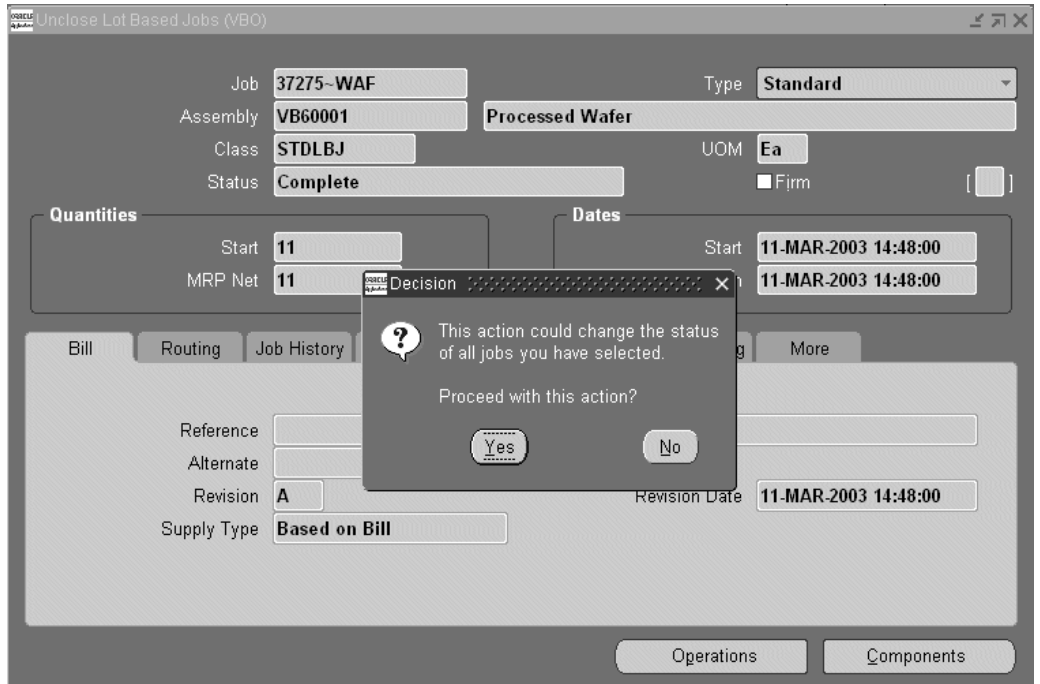 ORACLE Applications Unclose Lot Based Jobs (VBO)
Job 37275~WAF Type Standard
Assembly VB60001 Processed Wafer
Class STDLBJ UOM Ea
Status Complete Firm [ ]
Quantities Dates
Start 11 Start 11-MAR-2003 14:48:00
MRP Net 11 11-MAR-2003 14:48:00
Decision
This action could change the status
of all jobs you have selected.
Proceed with this action?
Yes No
Bill Routing Job History g More
Reference
Alternate
Revision A Revision Date 11-MAR-2003 14:48:00
Supply Type Based on Bill
Operations Components